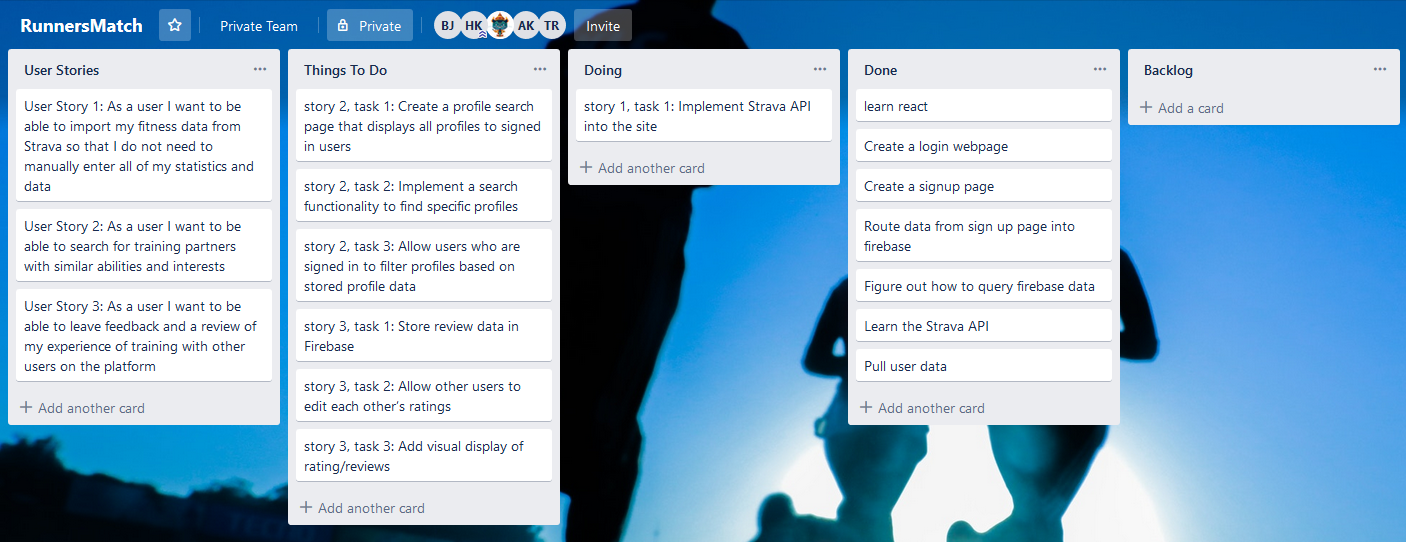 RunnersMatch
Private Team
Private
BJ
HK
AK
TR
Invite
User Stories
User Story 1: As a user I want to be
able to import my fitness data from
Strava so that I do not need to
manually enter all of my statistics and
data
User Story 2: As a user I want to be
able to search for training partners
with similar abilities and interests
User Story 3: As a user I want to be
able to leave feedback and a review of
my experience of training with other
users on the platform
Add another card
Things To Do
story 2, task 1: Create a profile search
page that displays all profiles to signed
in users
story 2, task 2: Implement a search
functionality to find specific profiles
story 2, task 3: Allow users who are
signed in to filter profiles based on
stored profile data
story 3, task 1: Store review data in
Firebase
story 3, task 2: Allow other users to
edit each other's ratings
story 3, task 3: Add visual display of
rating/reviews
Add another card
Doing
story 1, task 1: Implement Strava API
into the site
Add another card
Done
learn react
Create a login webpage
Create a signup page
Route data from sign up page into
firebase
Figure out how to query firebase data
Learn the Strava API
Pull user data
Add another card
Backlog
Add a card